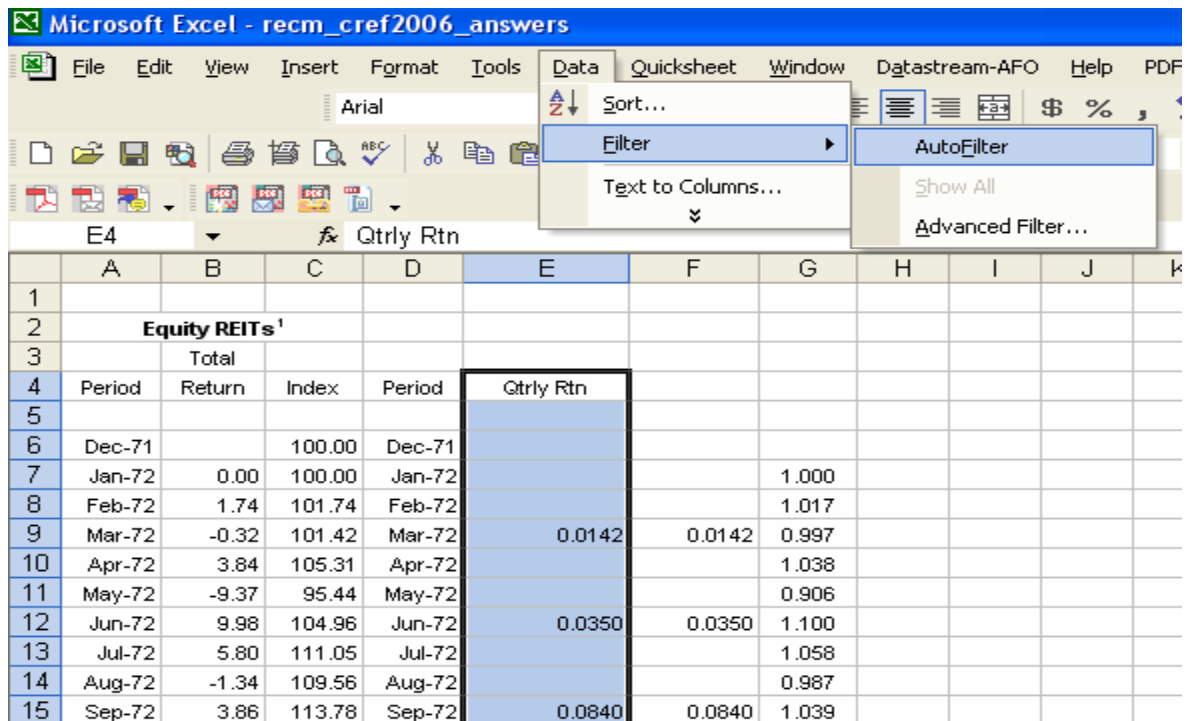 Microsoft Excel - recm_cref2006_answers
File Edit View Insert Format Tools Data Quicksheet Window Datastream-AFO Help PDF
Arial
Sort...
$ % ,
Filter
AutoFilter
Text to Columns...
Show All
Advanced Filter...
E4 fx Qtrly Rtn
A B C D E F G H I J
1
2 Equity REITs¹
3 Total
4 Period Return Index Period Qtrly Rtn
5
6 Dec-71 100.00 Dec-71
7 Jan-72 0.00 100.00 Jan-72 1.000
8 Feb-72 1.74 101.74 Feb-72 1.017
9 Mar-72 -0.32 101.42 Mar-72 0.0142 0.0142 0.997
10 Apr-72 3.84 105.31 Apr-72 1.038
11 May-72 -9.37 95.44 May-72 0.906
12 Jun-72 9.98 104.96 Jun-72 0.0350 0.0350 1.100
13 Jul-72 5.80 111.05 Jul-72 1.058
14 Aug-72 -1.34 109.56 Aug-72 0.987
15 Sep-72 3.86 113.78 Sep-72 0.0840 0.0840 1.039